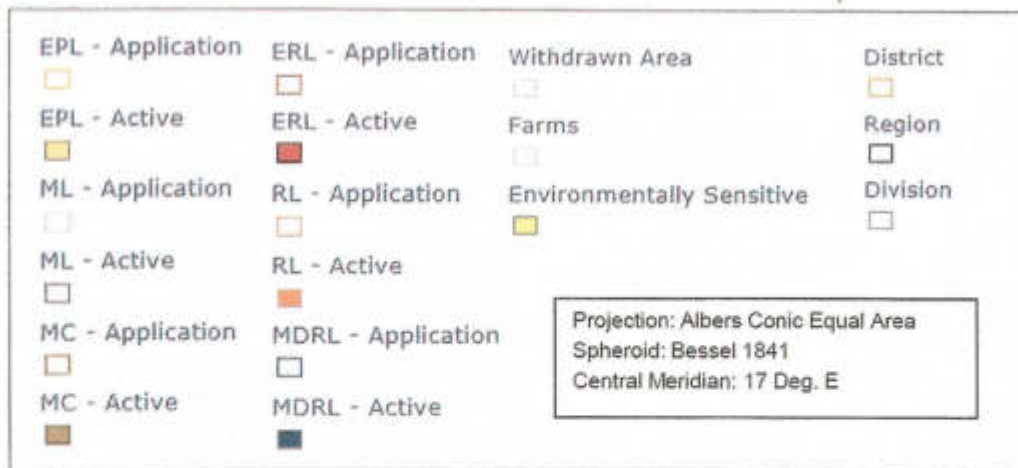 EPL - Application
EPL - Active
ML - Application
ML - Active
MC - Application
MC - Active
ERL - Application
ERL - Active
RL - Application
RL - Active
MDRL - Application
MDRL - Active
Withdrawn Area
Farms
Environmentally Sensitive
District
Region
Division
Projection: Albers Conic Equal Area
Spheroid: Bessel 1841
Central Meridian: 17 Deg. E